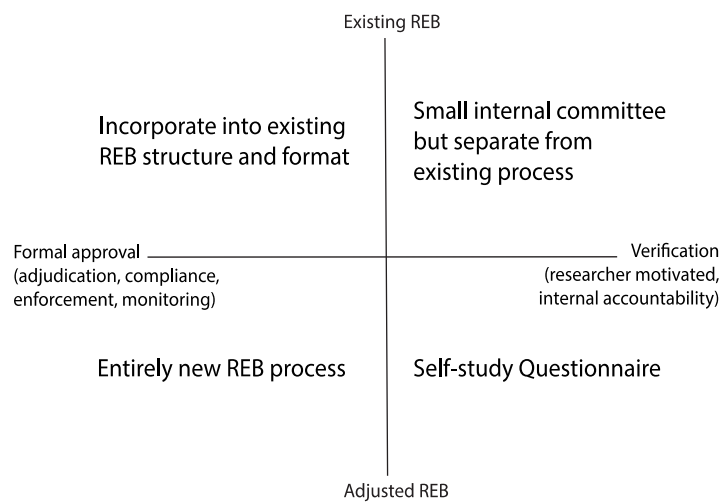 Existing REB
Incorporate into existing
REB structure and format
Small internal committee
but separate from
existing process
Formal approval
(adjudication, compliance,
enforcement, monitoring)
Verification
(researcher motivated,
internal accountability)
Entirely new REB process
Self-study Questionnaire
Adjusted REB